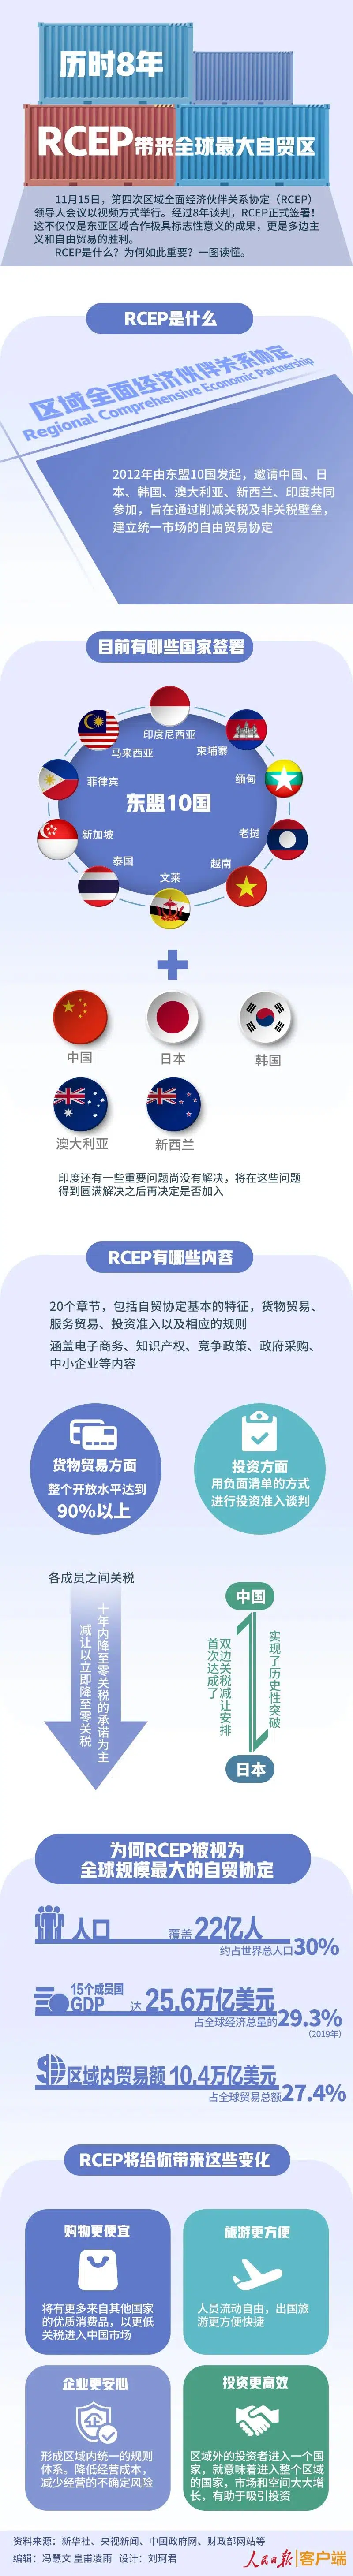 历时8年
RCEP带来全球最大自贸区
11月15日，第四次区域全面经济伙伴关系协定（RCEP）
领导人会议以视频方式举行。经过8年谈判，RCEP正式签署！
这不仅仅是东亚区域合作极具标志性意义的成果，更是多边主
义和自由贸易的胜利。
RCEP是什么？为何如此重要？一图读懂。
RCEP是什么
区域全面经济伙伴关系协定
Regional Comprehensive Economic Partnership
2012年由东盟10国发起，邀请中国、日
本、韩国、澳大利亚、新西兰、印度共同
参加，旨在通过削减关税及非关税壁垒，
建立统一市场的自由贸易协定
目前有哪些国家签署
印度尼西亚
马来西亚
柬埔寨
菲律宾
缅甸
东盟10国
新加坡
老挝
泰国
越南
文莱
中国
日本
韩国
澳大利亚
新西兰
印度还有一些重要问题尚没有解决，将在这些问题
得到圆满解决之后再决定是否加入
RCEP有哪些内容
20个章节，包括自贸协定基本的特征，货物贸易、
服务贸易、投资准入以及相应的规则
涵盖电子商务、知识产权、竞争政策、政府采购、
中小企业等内容
货物贸易方面
整个开放水平达到
90%以上
投资方面
用负面清单的方式
进行投资准入谈判
各成员之间关税
减让以立即降至零关税
十年内降至零关税的承诺为主
中国
首次达成了
双边关税减让安排
实现了历史性突破
日本
为何RCEP被视为
全球规模最大的自贸协定
人口 覆盖22亿人
约占世界总人口30%
15个成员国
GDP 达 25.6万亿美元
占全球经济总量的29.3%
（2019年）
区域内贸易额 10.4万亿美元
占全球贸易总额27.4%
RCEP将给你带来这些变化
购物更便宜
将有更多来自其他国家
的优质消费品，以更低
关税进入中国市场
旅游更方便
人员流动自由，出国旅
游更方便快捷
企业更安心
形成区域内统一的规则
体系。降低经营成本，
减少经营的不确定风险
投资更高效
区域外的投资者进入一个国
家，就意味着进入整个区域
的国家，市场和空间大大增
长，有助于吸引投资
资料来源：新华社、央视新闻、中国政府网、财政部网站等
编辑：冯慧文 皇甫凌雨 设计：刘珂君
人民日报 客户端